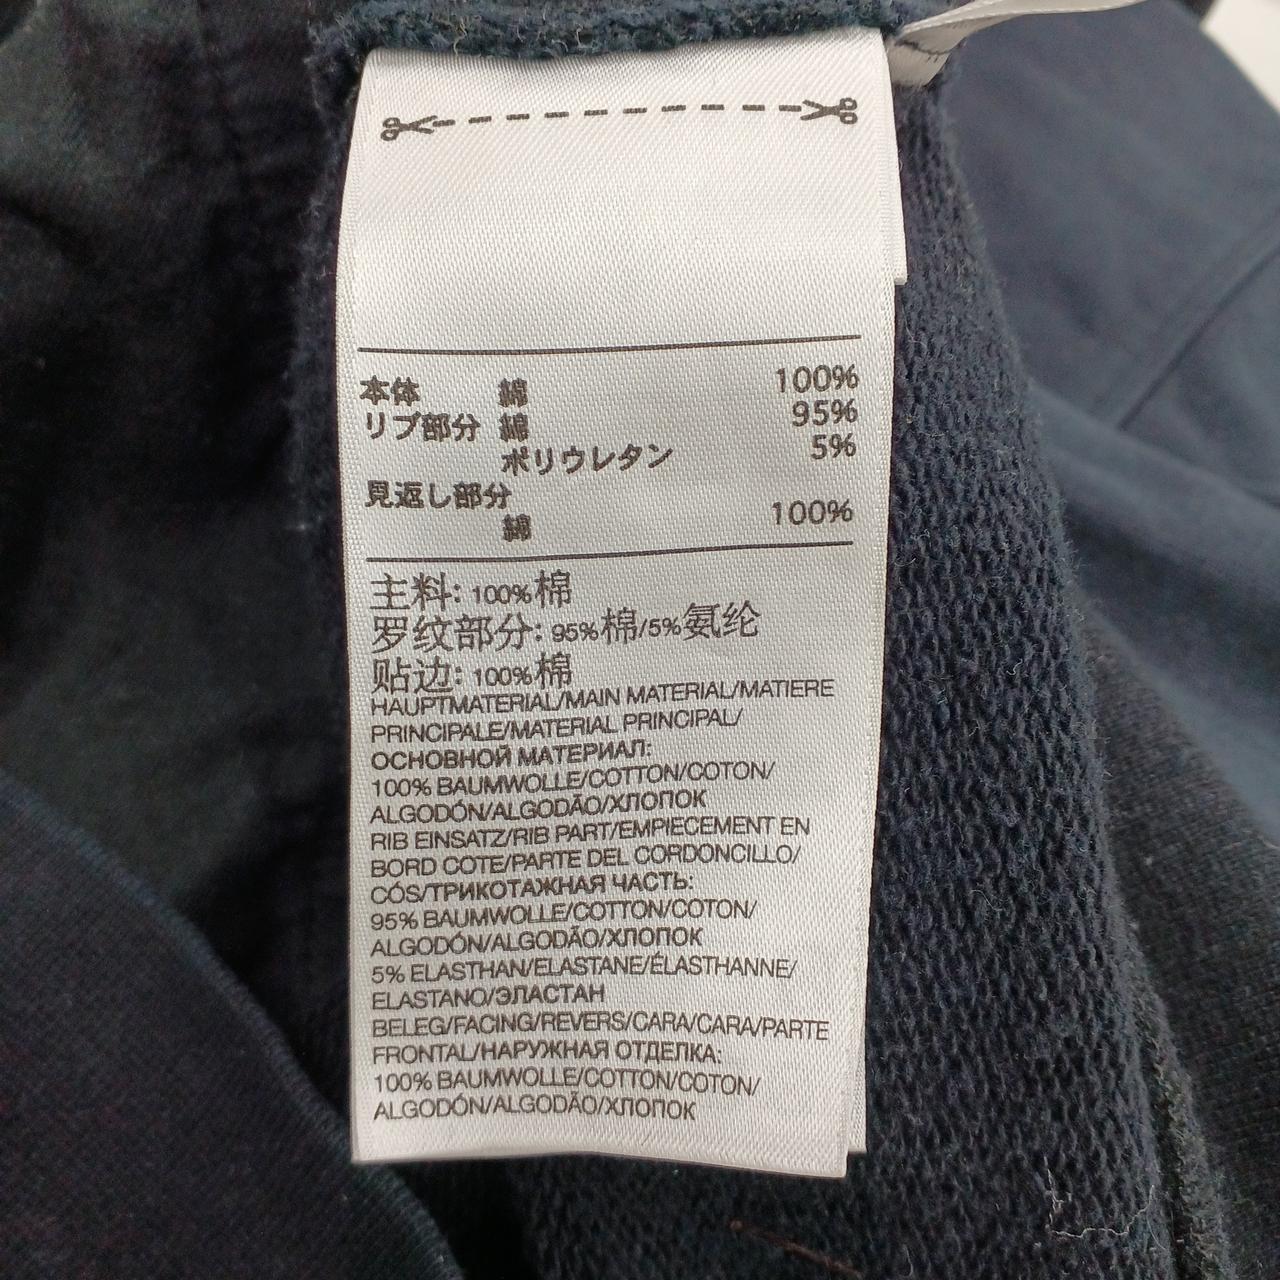 本体 綿 100%
リブ部分 綿 95%
ポリウレタン 5%
見返し部分
綿 100%
主料: 100%棉
罗纹部分: 95%棉/5%氨纶
贴边: 100%棉
HAUPTMATERIAL/MAIN MATERIAL/MATIERE
PRINCIPALE/MATERIAL PRINCIPAL/
ОСНОВНОЙ МАТЕРИАЛ:
100% BAUMWOLLE/COTTON/COTON/
ALGODÓN/ALGODÃO/ХЛОПОК
RIB EINSATZ/RIB PART/EMPIECEMENT EN
BORD COTE/PARTE DEL CORDONCILLO/
CÓS/ТРИКОТАЖНАЯ ЧАСТЬ:
95% BAUMWOLLE/COTTON/COTON/
ALGODÓN/ALGODÃO/ХЛОПОК
5% ELASTHAN/ELASTANE/ÉLASTHANNE/
ELASTANO/ЭЛАСТАН
BELEG/FACING/REVERS/CARA/CARA/PARTE
FRONTAL/НАРУЖНАЯ ОТДЕЛКА:
100% BAUMWOLLE/COTTON/COTON/
ALGODÓN/ALGODÃO/ХЛОПОК